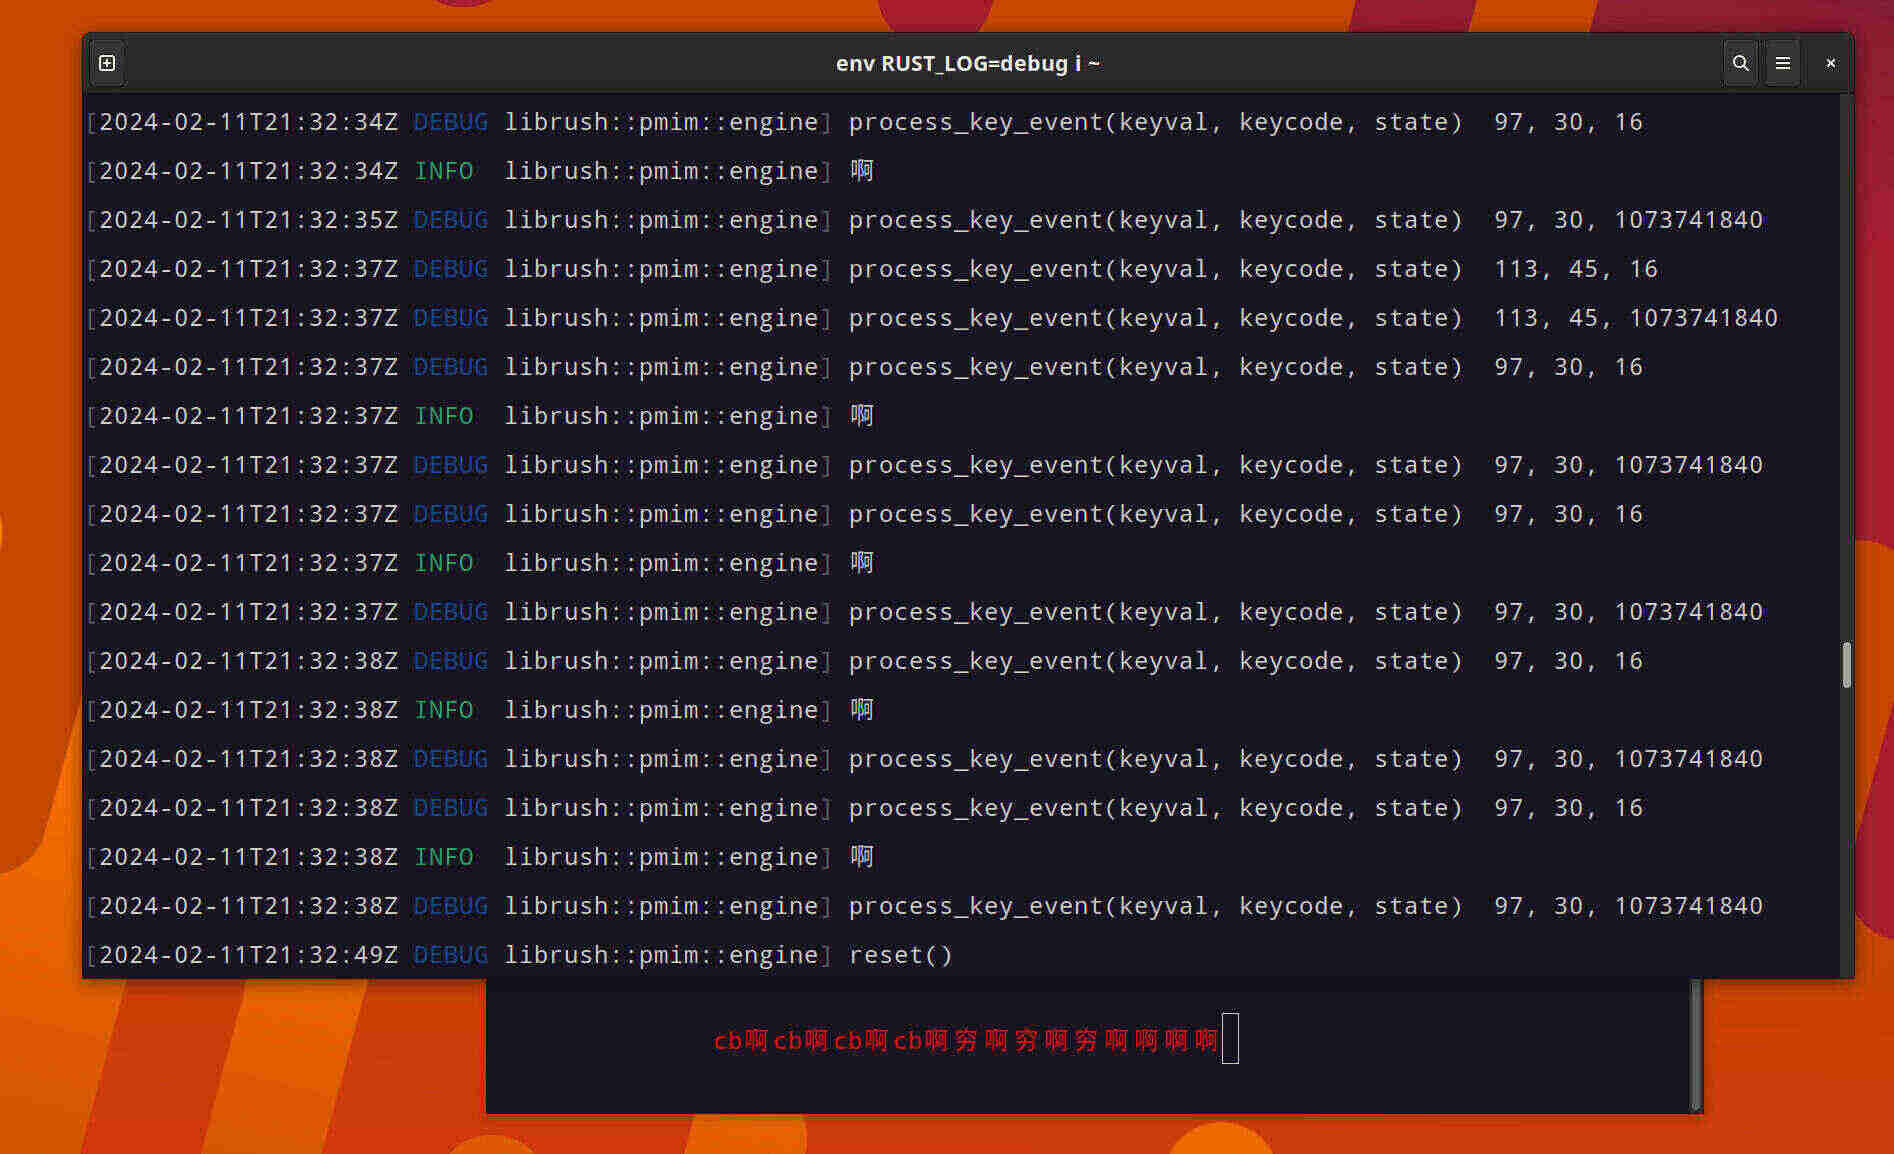 env RUST_LOG=debug i ~
[2024-02-11T21:32:34Z DEBUG librush::pmim::engine] process_key_event(keyval, keycode, state)  97, 30, 16
[2024-02-11T21:32:34Z INFO  librush::pmim::engine] 啊
[2024-02-11T21:32:35Z DEBUG librush::pmim::engine] process_key_event(keyval, keycode, state)  97, 30, 1073741840
[2024-02-11T21:32:37Z DEBUG librush::pmim::engine] process_key_event(keyval, keycode, state)  113, 45, 16
[2024-02-11T21:32:37Z DEBUG librush::pmim::engine] process_key_event(keyval, keycode, state)  113, 45, 1073741840
[2024-02-11T21:32:37Z DEBUG librush::pmim::engine] process_key_event(keyval, keycode, state)  97, 30, 16
[2024-02-11T21:32:37Z INFO  librush::pmim::engine] 啊
[2024-02-11T21:32:37Z DEBUG librush::pmim::engine] process_key_event(keyval, keycode, state)  97, 30, 1073741840
[2024-02-11T21:32:37Z DEBUG librush::pmim::engine] process_key_event(keyval, keycode, state)  97, 30, 16
[2024-02-11T21:32:37Z INFO  librush::pmim::engine] 啊
[2024-02-11T21:32:37Z DEBUG librush::pmim::engine] process_key_event(keyval, keycode, state)  97, 30, 1073741840
[2024-02-11T21:32:38Z DEBUG librush::pmim::engine] process_key_event(keyval, keycode, state)  97, 30, 16
[2024-02-11T21:32:38Z INFO  librush::pmim::engine] 啊
[2024-02-11T21:32:38Z DEBUG librush::pmim::engine] process_key_event(keyval, keycode, state)  97, 30, 1073741840
[2024-02-11T21:32:38Z DEBUG librush::pmim::engine] process_key_event(keyval, keycode, state)  97, 30, 16
[2024-02-11T21:32:38Z INFO  librush::pmim::engine] 啊
[2024-02-11T21:32:38Z DEBUG librush::pmim::engine] process_key_event(keyval, keycode, state)  97, 30, 1073741840
[2024-02-11T21:32:49Z DEBUG librush::pmim::engine] reset()
cb啊cb啊cb啊cb啊穷啊穷啊穷啊啊啊啊